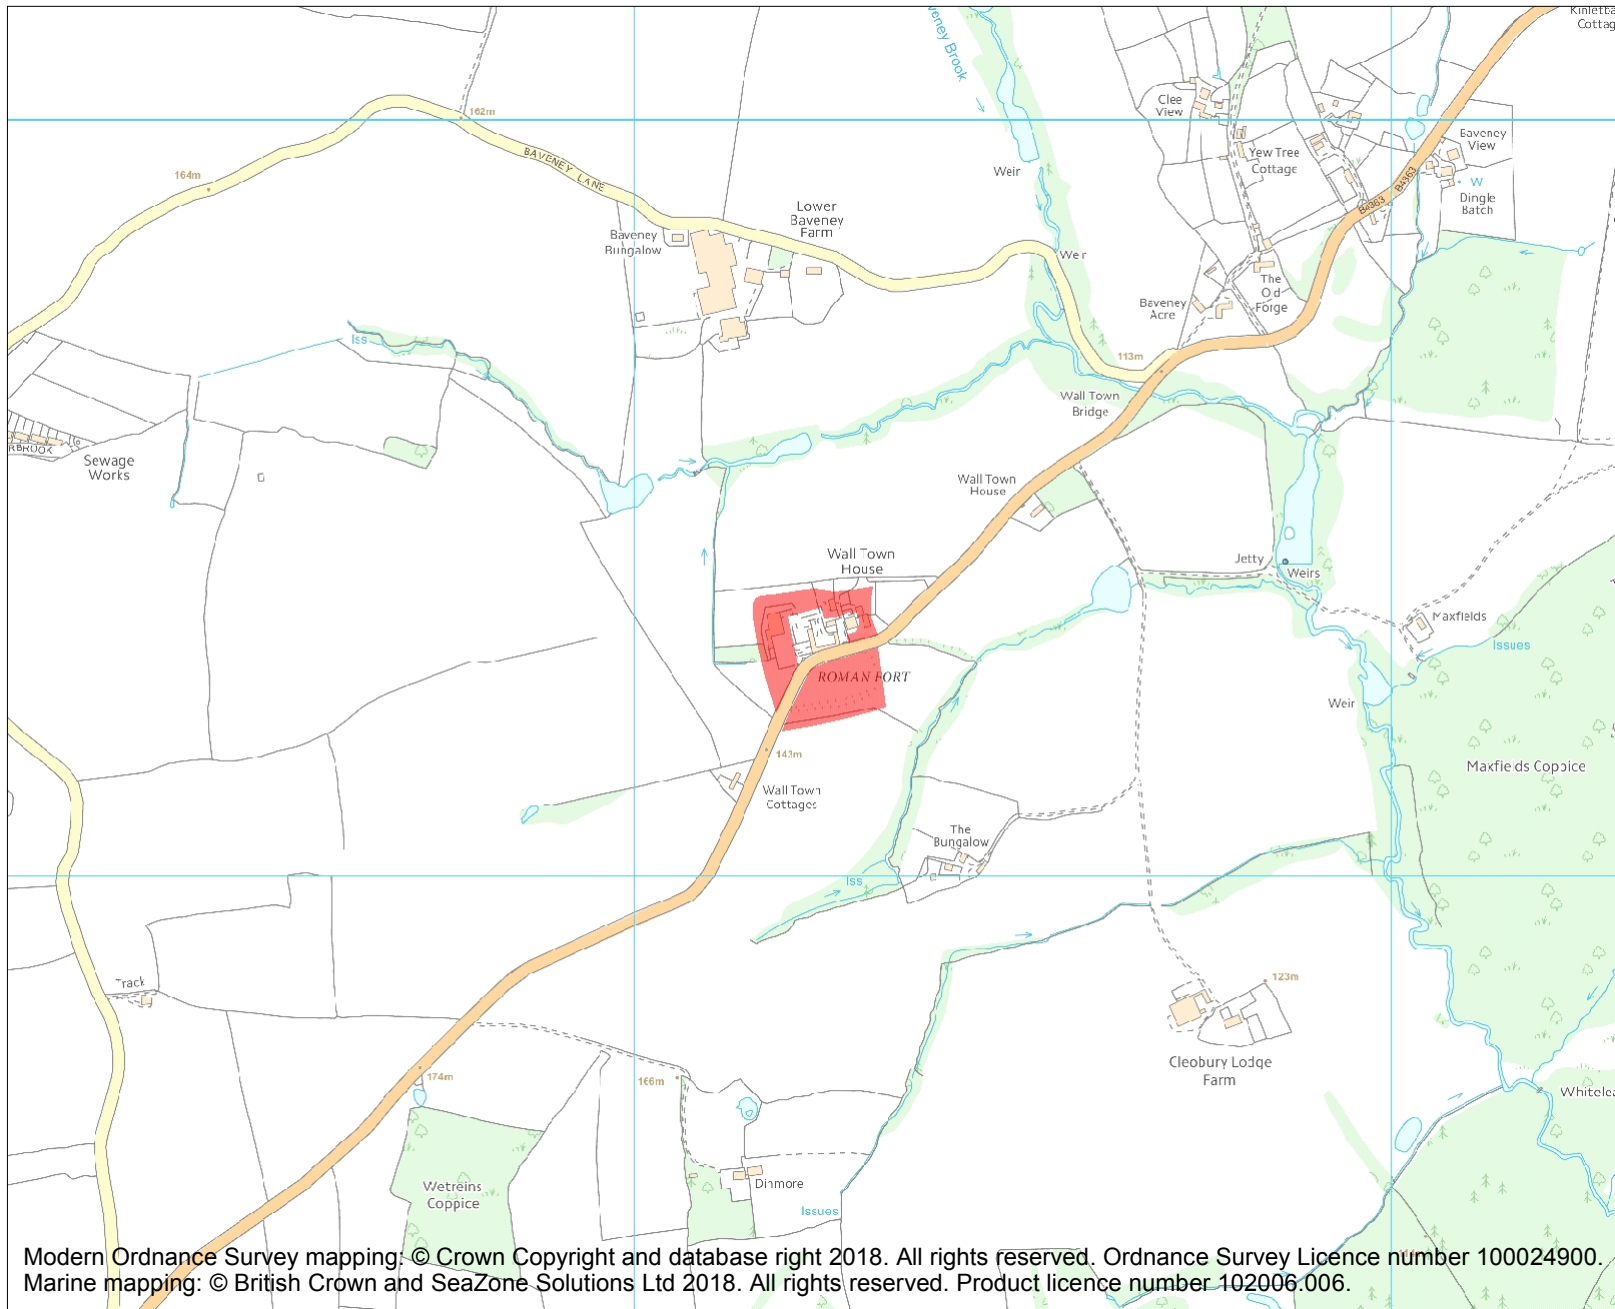 Cottag
162m
164m
BAVENEY LANE
Baveney
Bungalow
Lower
Baveney
Farm
Brook
Weir
Weir
Clee
View
Yew Tree
Cottage
Baveney
View
W
Dingle
Batch
B4363
B4363
The
Old
Forge
Baveney
Acre
113m
Wall Town
Bridge
Iss
RBROOK
Sewage
Works
Wall Town
House
Wall Town
House
Jetty
Weirs
Maxfields
Issues
Weir
ROMAN FORT
143m
Wall Town
Cottages
Maxfields Coppice
The
Bungalow
Iss
Track
123m
Cleobury Lodge
Farm
174m
166m
Wetreins
Coppice
Dinmore
Issues
Modern Ordnance Survey mapping: © Crown Copyright and database right 2018. All rights reserved. Ordnance Survey Licence number 100024900.
Marine mapping: © British Crown and SeaZone Solutions Ltd 2018. All rights reserved. Product licence number 102006.006.